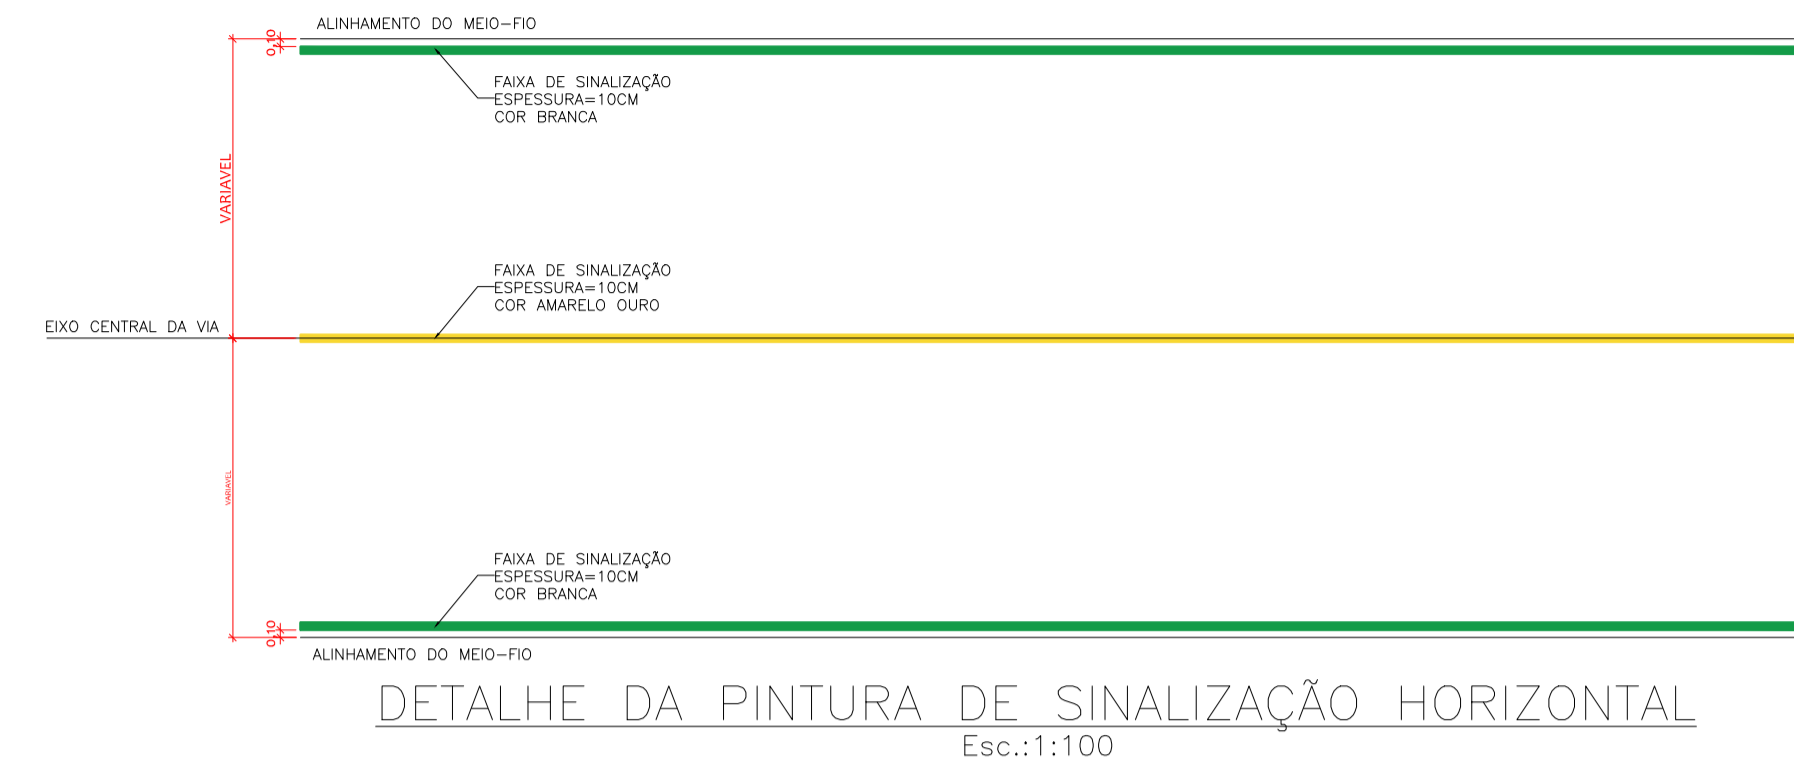 ALINHAMENTO DO MEIO-FIO
0,10
FAIXA DE SINALIZAÇÃO
ESPESSURA=10CM
COR BRANCA
VARIAVEL
FAIXA DE SINALIZAÇÃO
ESPESSURA=10CM
COR AMARELO OURO
EIXO CENTRAL DA VIA
VARIAVEL
FAIXA DE SINALIZAÇÃO
ESPESSURA=10CM
COR BRANCA
0,10
ALINHAMENTO DO MEIO-FIO
DETALHE DA PINTURA DE SINALIZAÇÃO HORIZONTAL
Esc.:1:100